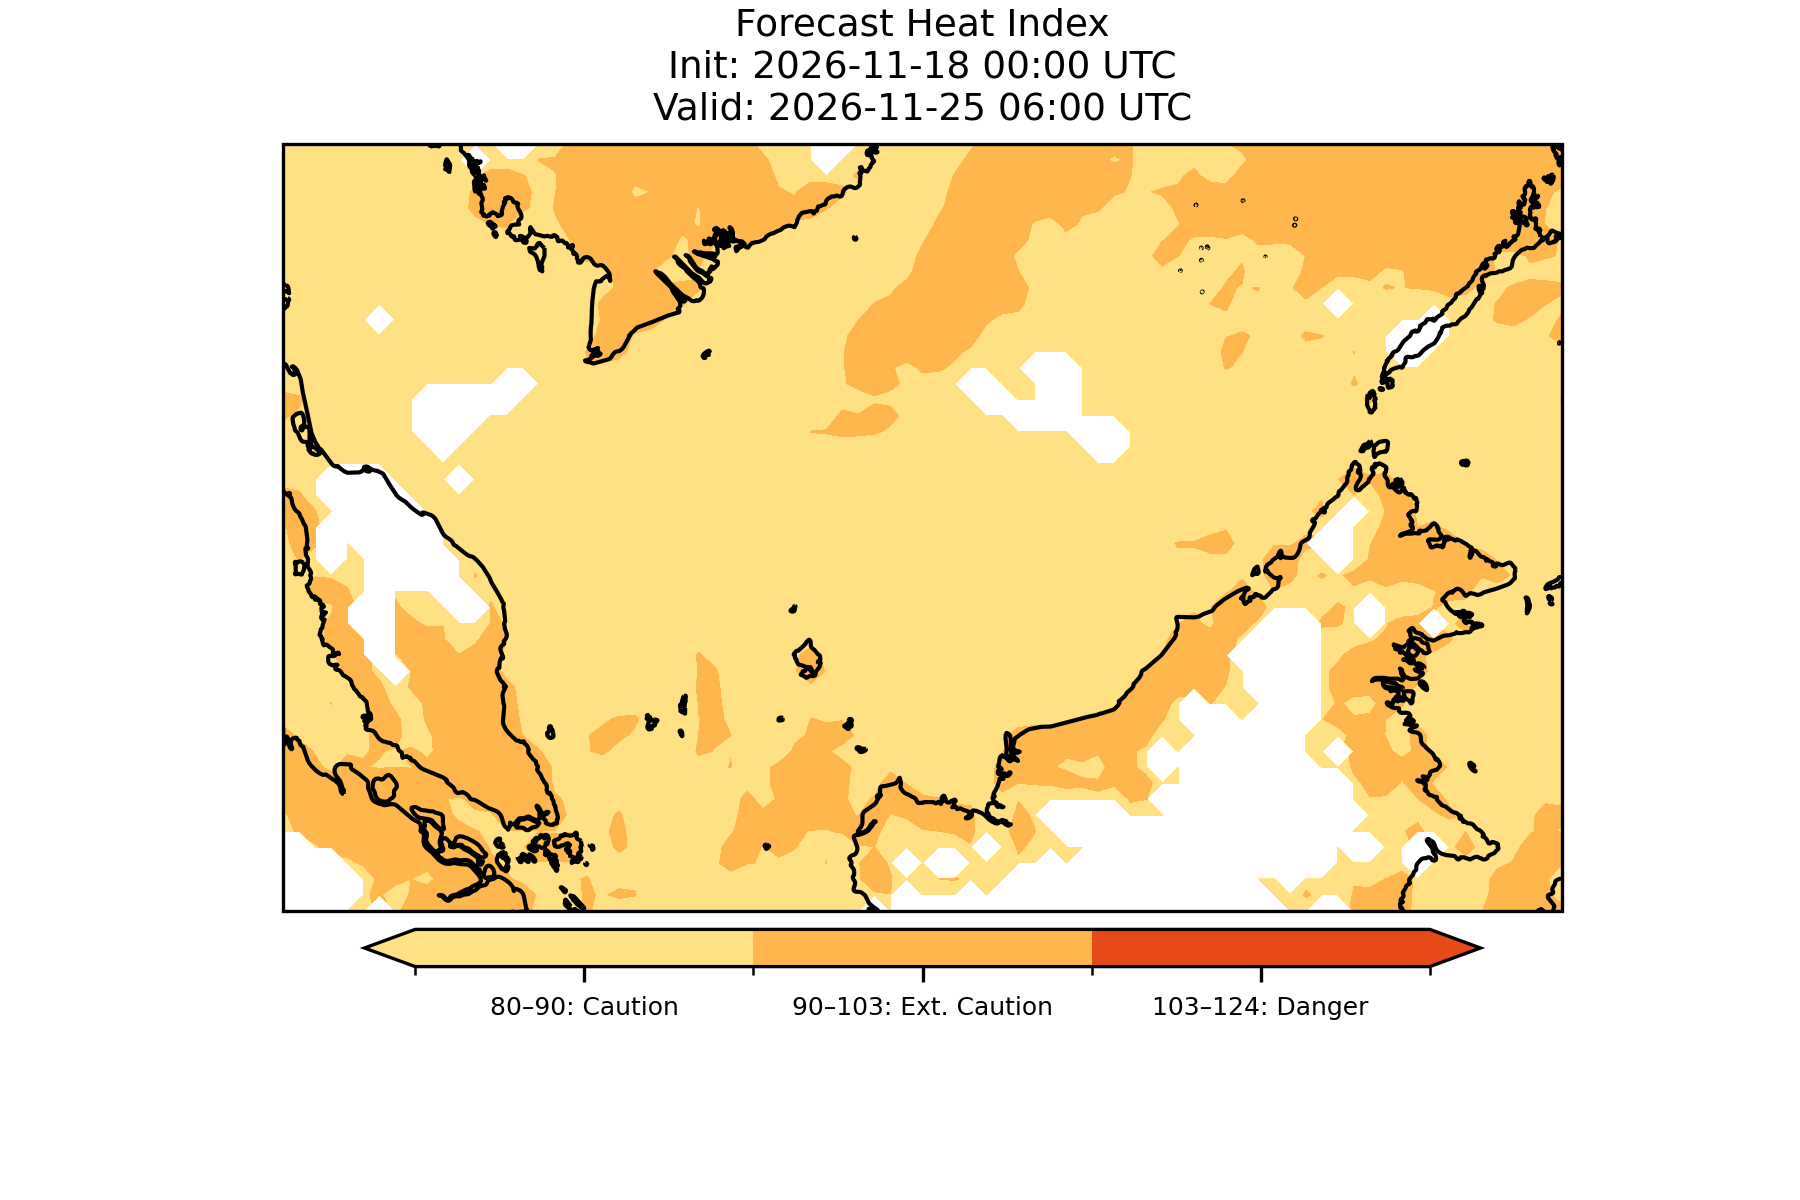 Forecast Heat Index
Init: 2026-11-18 00:00 UTC
Valid: 2026-11-25 06:00 UTC
80–90: Caution
90–103: Ext. Caution
103–124: Danger